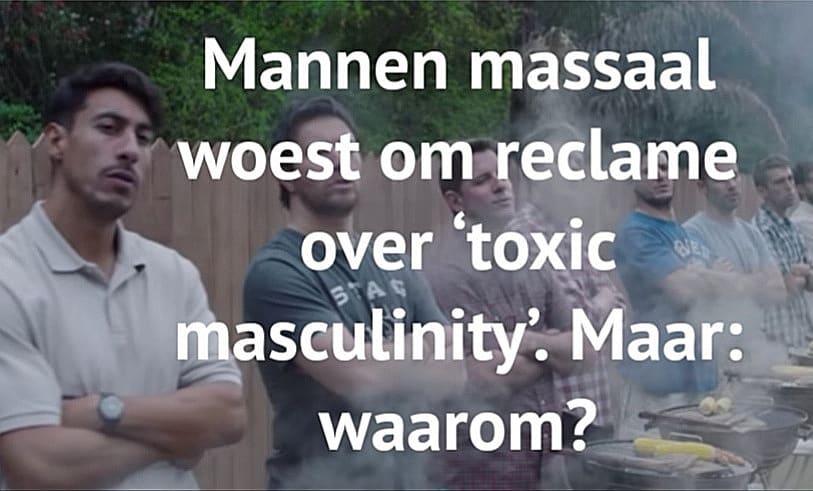 Mannen massaal
woest om reclame
over ‘toxic
masculinity’. Maar:
waarom?